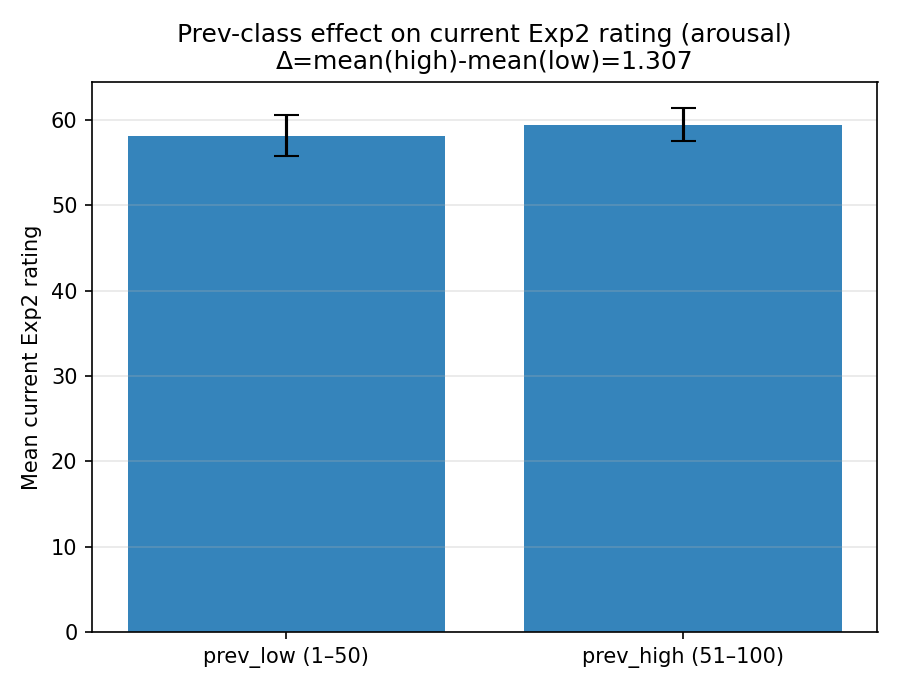 Prev-class effect on current Exp2 rating (arousal)
Δ=mean(high)-mean(low)=1.307
Mean current Exp2 rating
60
50
40
30
20
10
0
prev_low (1–50)
prev_high (51–100)